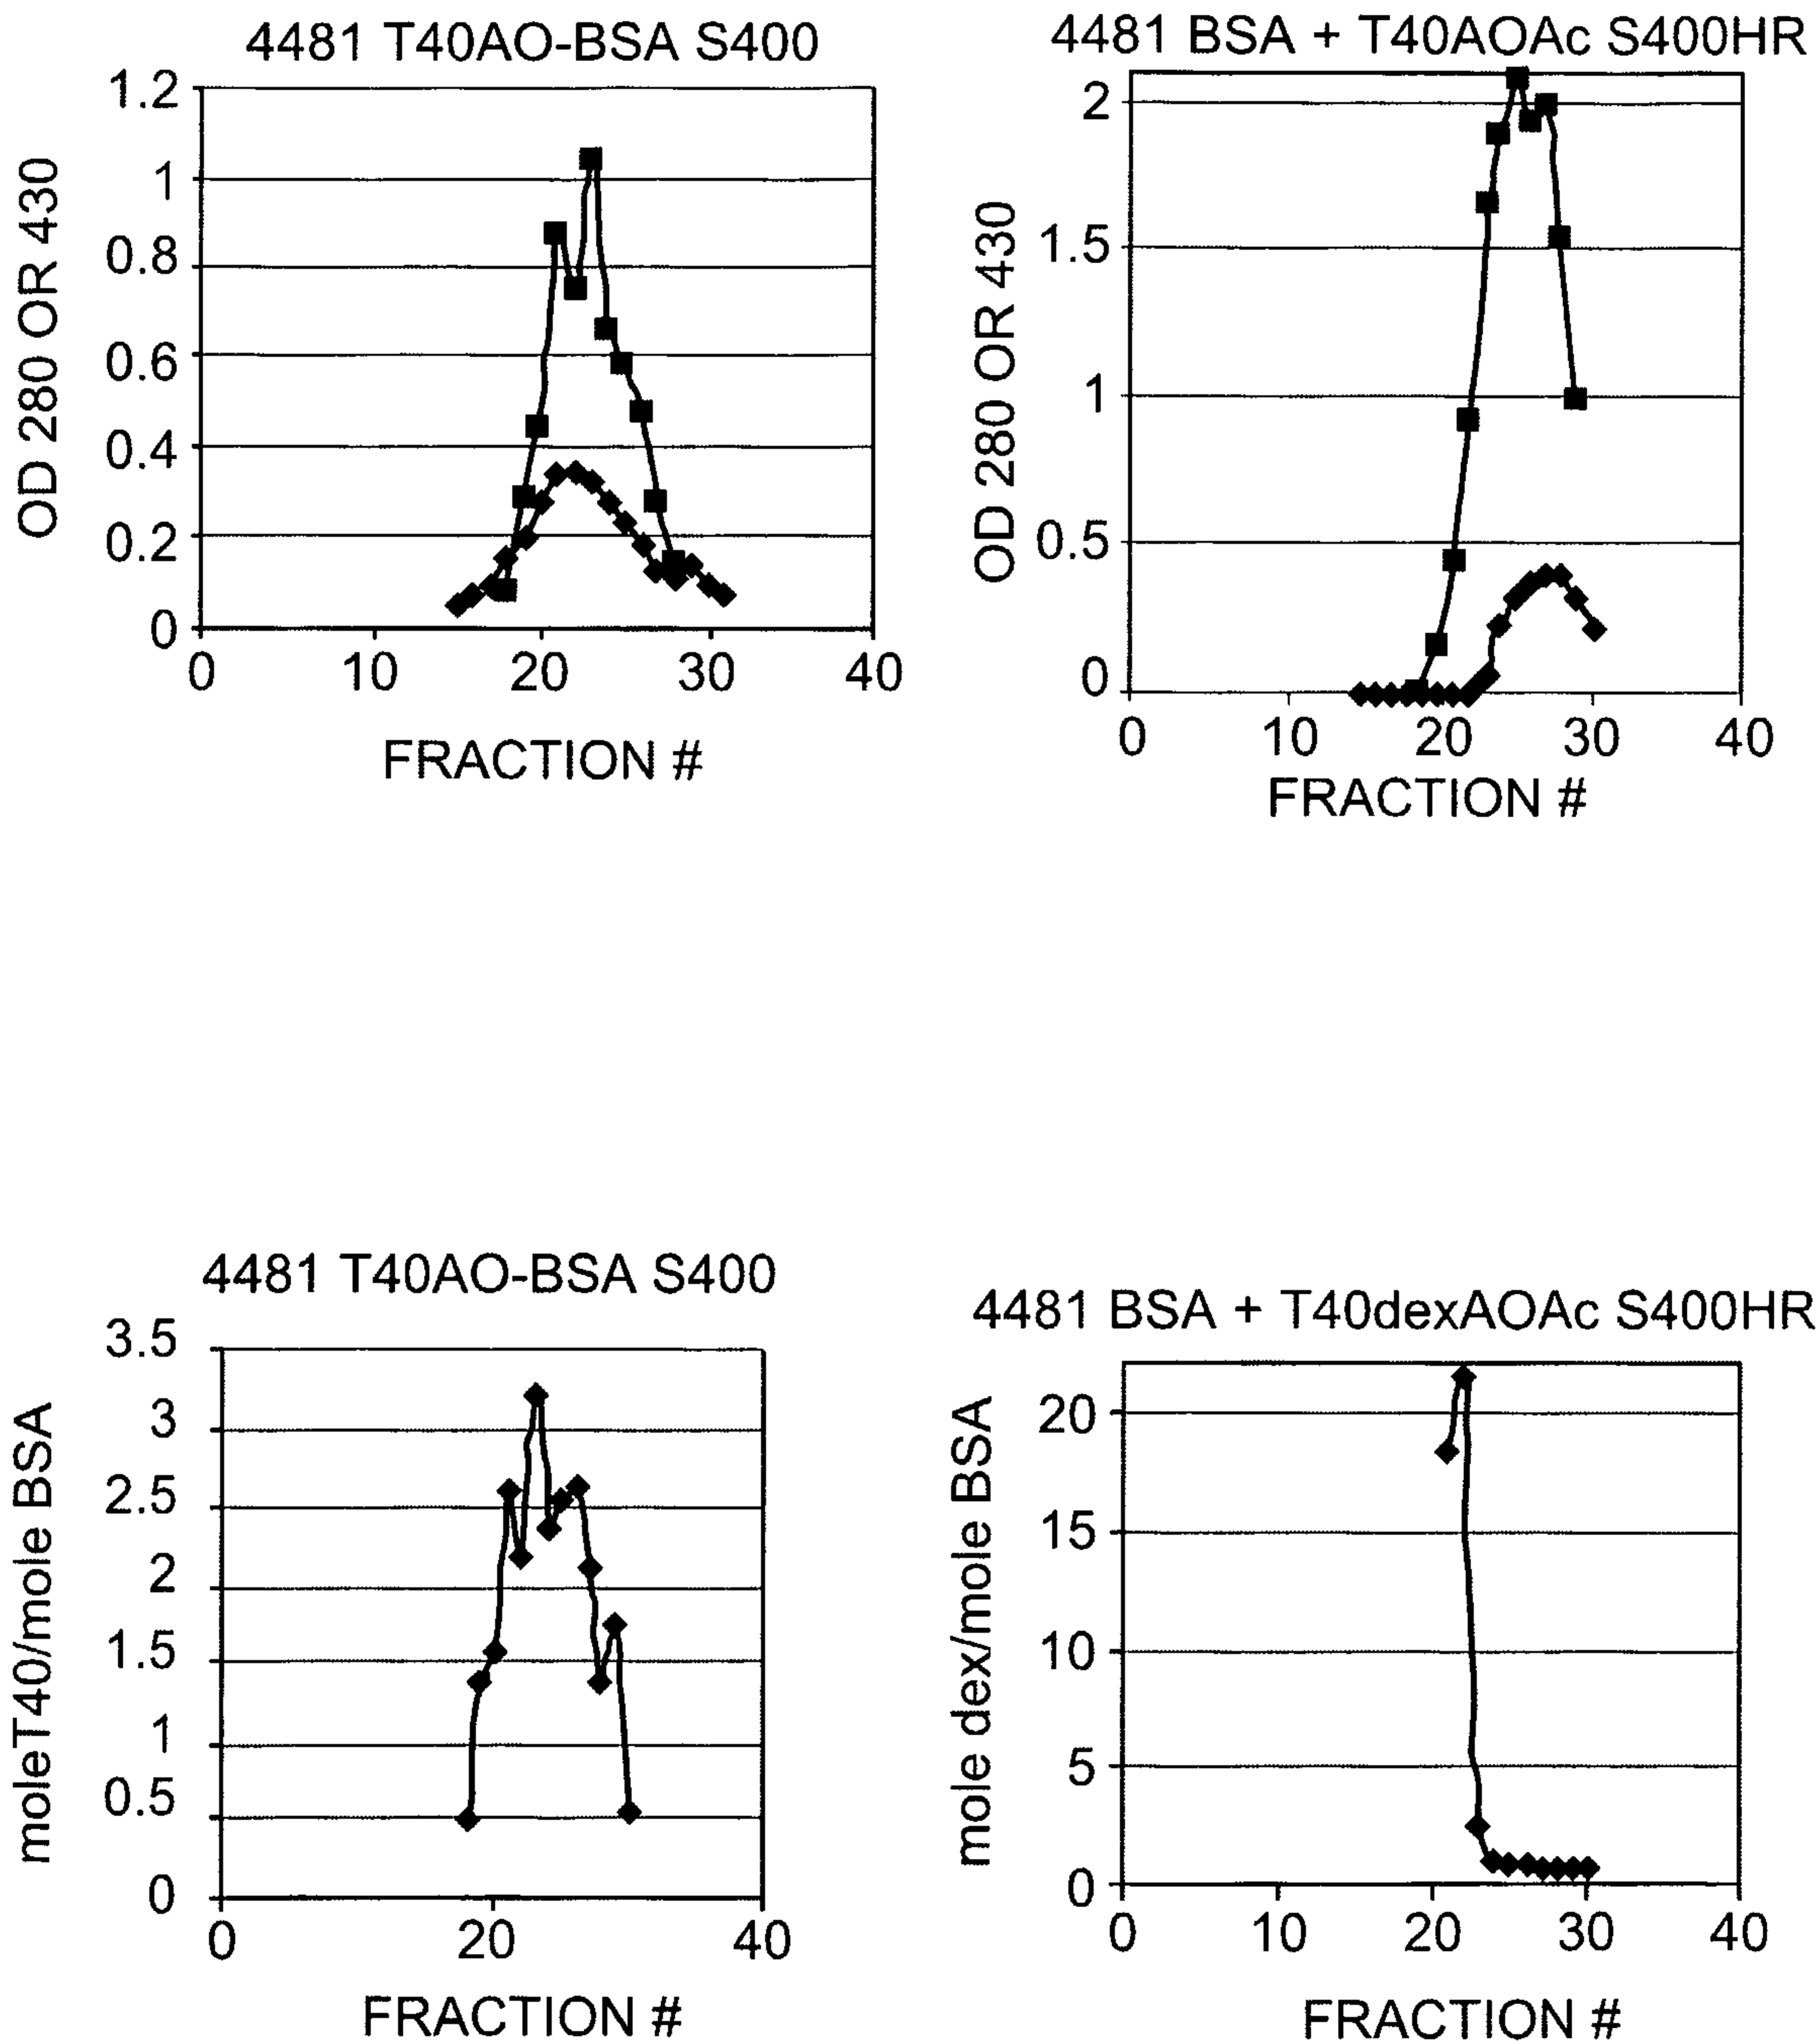 4481 T40AO-BSA S400
1.2
1
0.8
0.6
0.4
0.2
0
OD 280 OR 430
0 10 20 30 40
FRACTION #
4481 BSA + T40AOAc S400HR
2
1.5
1
0.5
0
OD 280 OR 430
0 10 20 30 40
FRACTION #
4481 T40AO-BSA S400
3.5
3
2.5
2
1.5
1
0.5
0
moleT40/mole BSA
0 20 40
FRACTION #
4481 BSA + T40dexAOAc S400HR
20
15
10
5
0
mole dex/mole BSA
0 10 20 30 40
FRACTION #